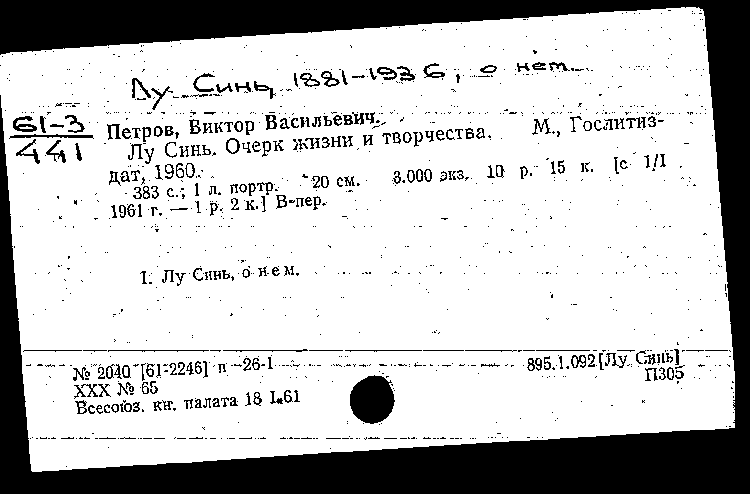 Лу Синь, 1881-1936, о нем.
61-3
441
Петров, Виктор Васильевич.
Лу Синь. Очерк жизни и творчества. М., Гослитиз-
дат, 1960.
383 с.; 1 л. портр. 20 см. 3.000 экз. 10 р. 15 к. [с 1/I
1961 г. — 1 р. 2 к.] В пер.
I. Лу Синь, о нем.
№ 2040 [61-2246] п 26-1
XXX № 65
Всесоюз. кн. палата 18 I.61
895.1.092[Лу Синь]
П305